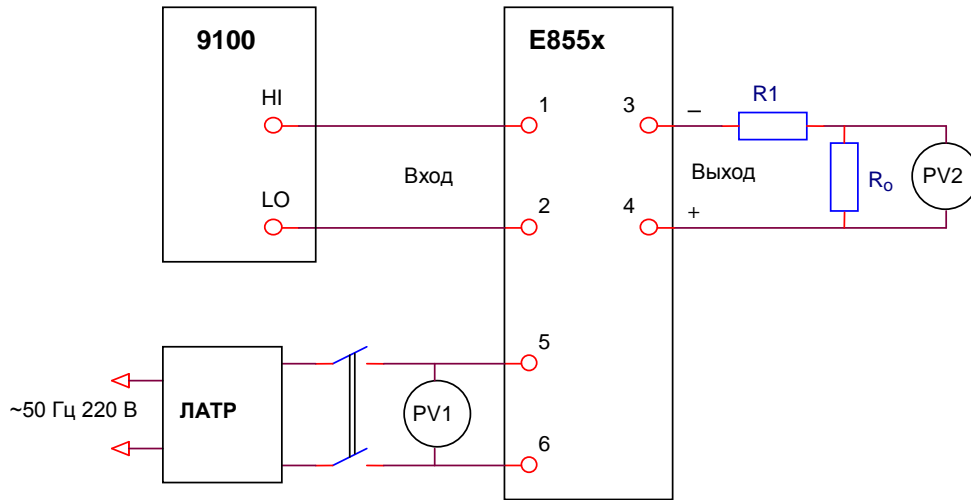 9100
E855x
HI
1
3
–
R1
Вход
Выход
Ro
PV2
LO
2
4
+
5
~50 Гц 220 В
ЛАТР
PV1
6